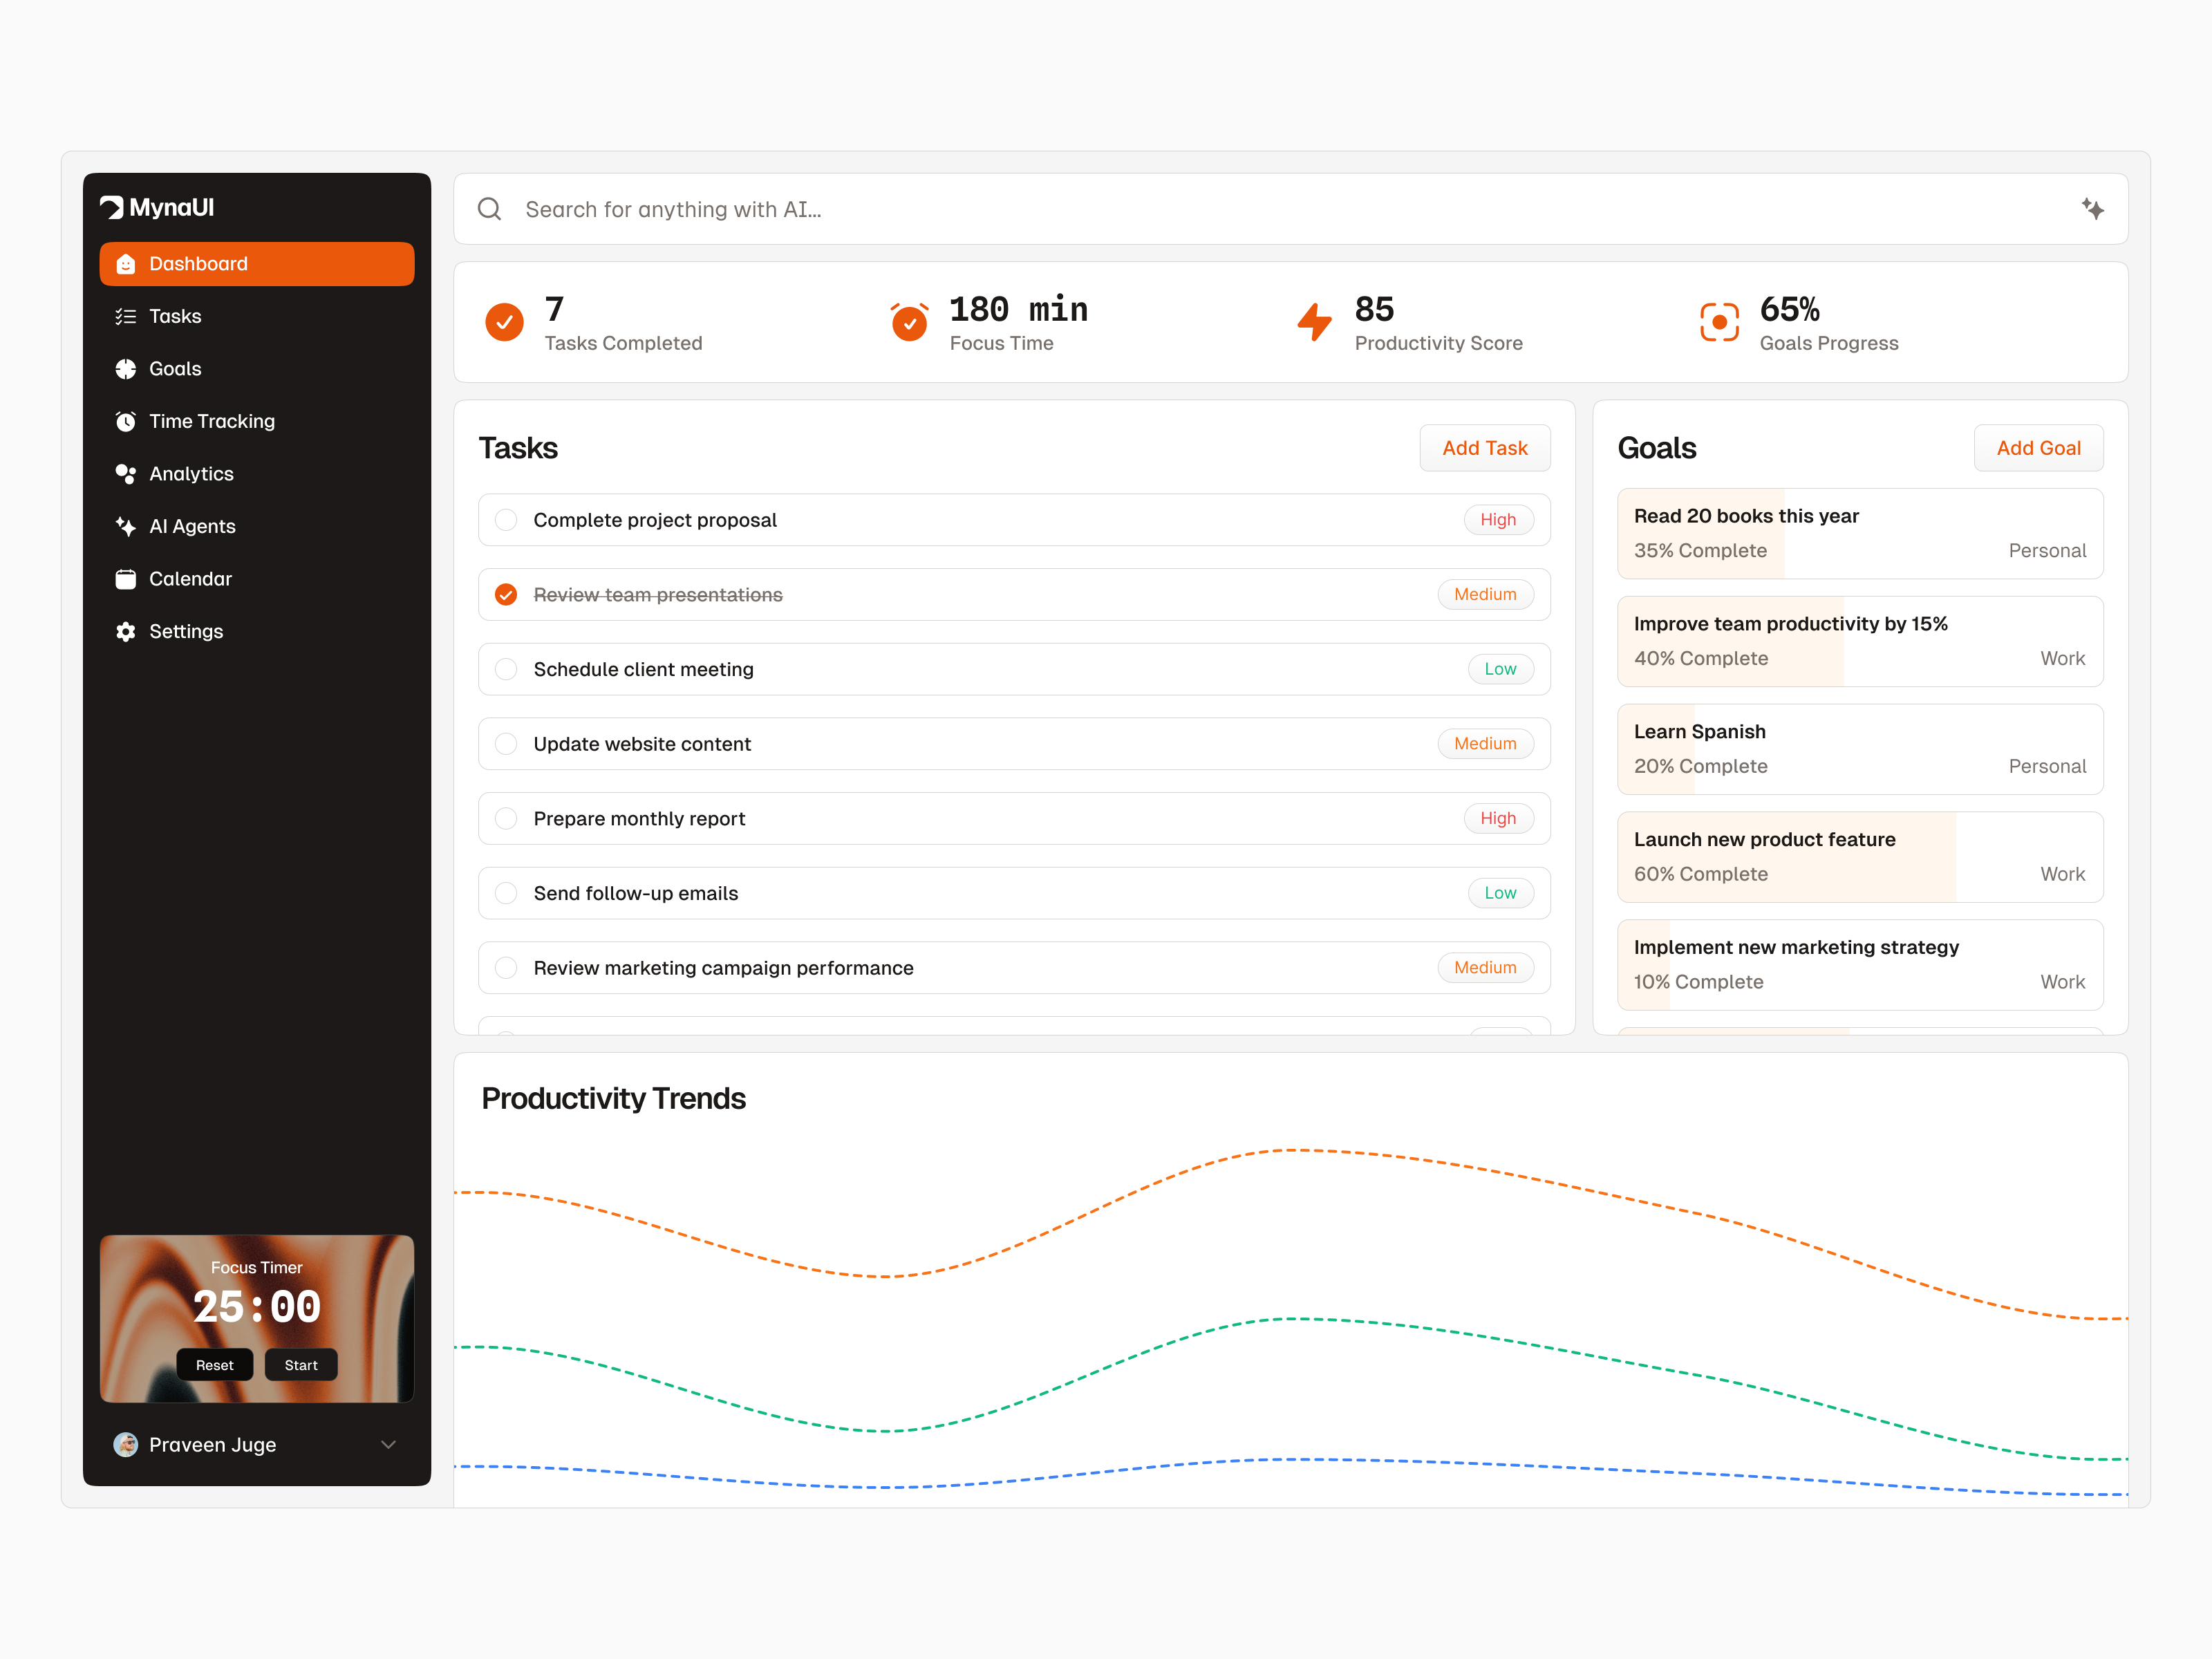 MynaUI
Dashboard
Tasks
Goals
Time Tracking
Analytics
AI Agents
Calendar
Settings
Focus Timer
25:00
Reset
Start
Praveen Juge
Search for anything with AI...
7
Tasks Completed
180 min
Focus Time
85
Productivity Score
65%
Goals Progress
Tasks
Add Task
Complete project proposal
High
Review team presentations
Medium
Schedule client meeting
Low
Update website content
Medium
Prepare monthly report
High
Send follow-up emails
Low
Review marketing campaign performance
Medium
Goals
Add Goal
Read 20 books this year
35% Complete
Personal
Improve team productivity by 15%
40% Complete
Work
Learn Spanish
20% Complete
Personal
Launch new product feature
60% Complete
Work
Implement new marketing strategy
10% Complete
Work
Productivity Trends